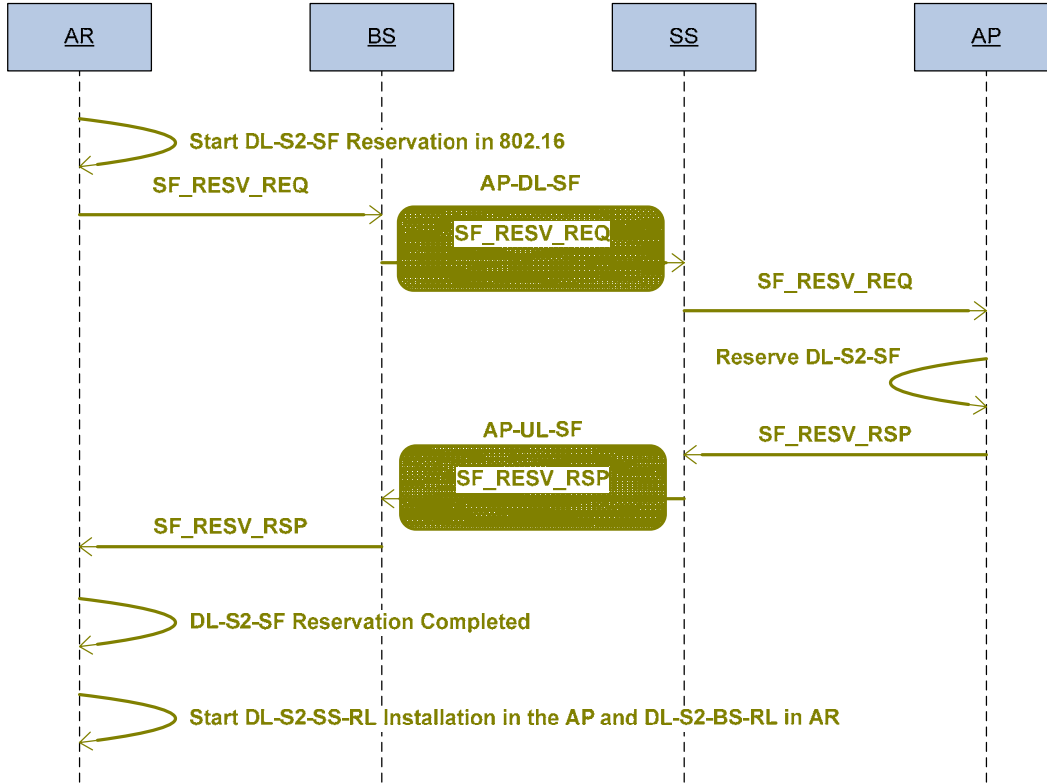 AR
BS
SS
AP
Start DL-S2-SF Reservation in 802.16
SF_RESV_REQ
AP-DL-SF
SF_RESV_REQ
SF_RESV_REQ
Reserve DL-S2-SF
AP-UL-SF
SF_RESV_RSP
SF_RESV_RSP
SF_RESV_RSP
DL-S2-SF Reservation Completed
Start DL-S2-SS-RL Installation in the AP and DL-S2-BS-RL in AR